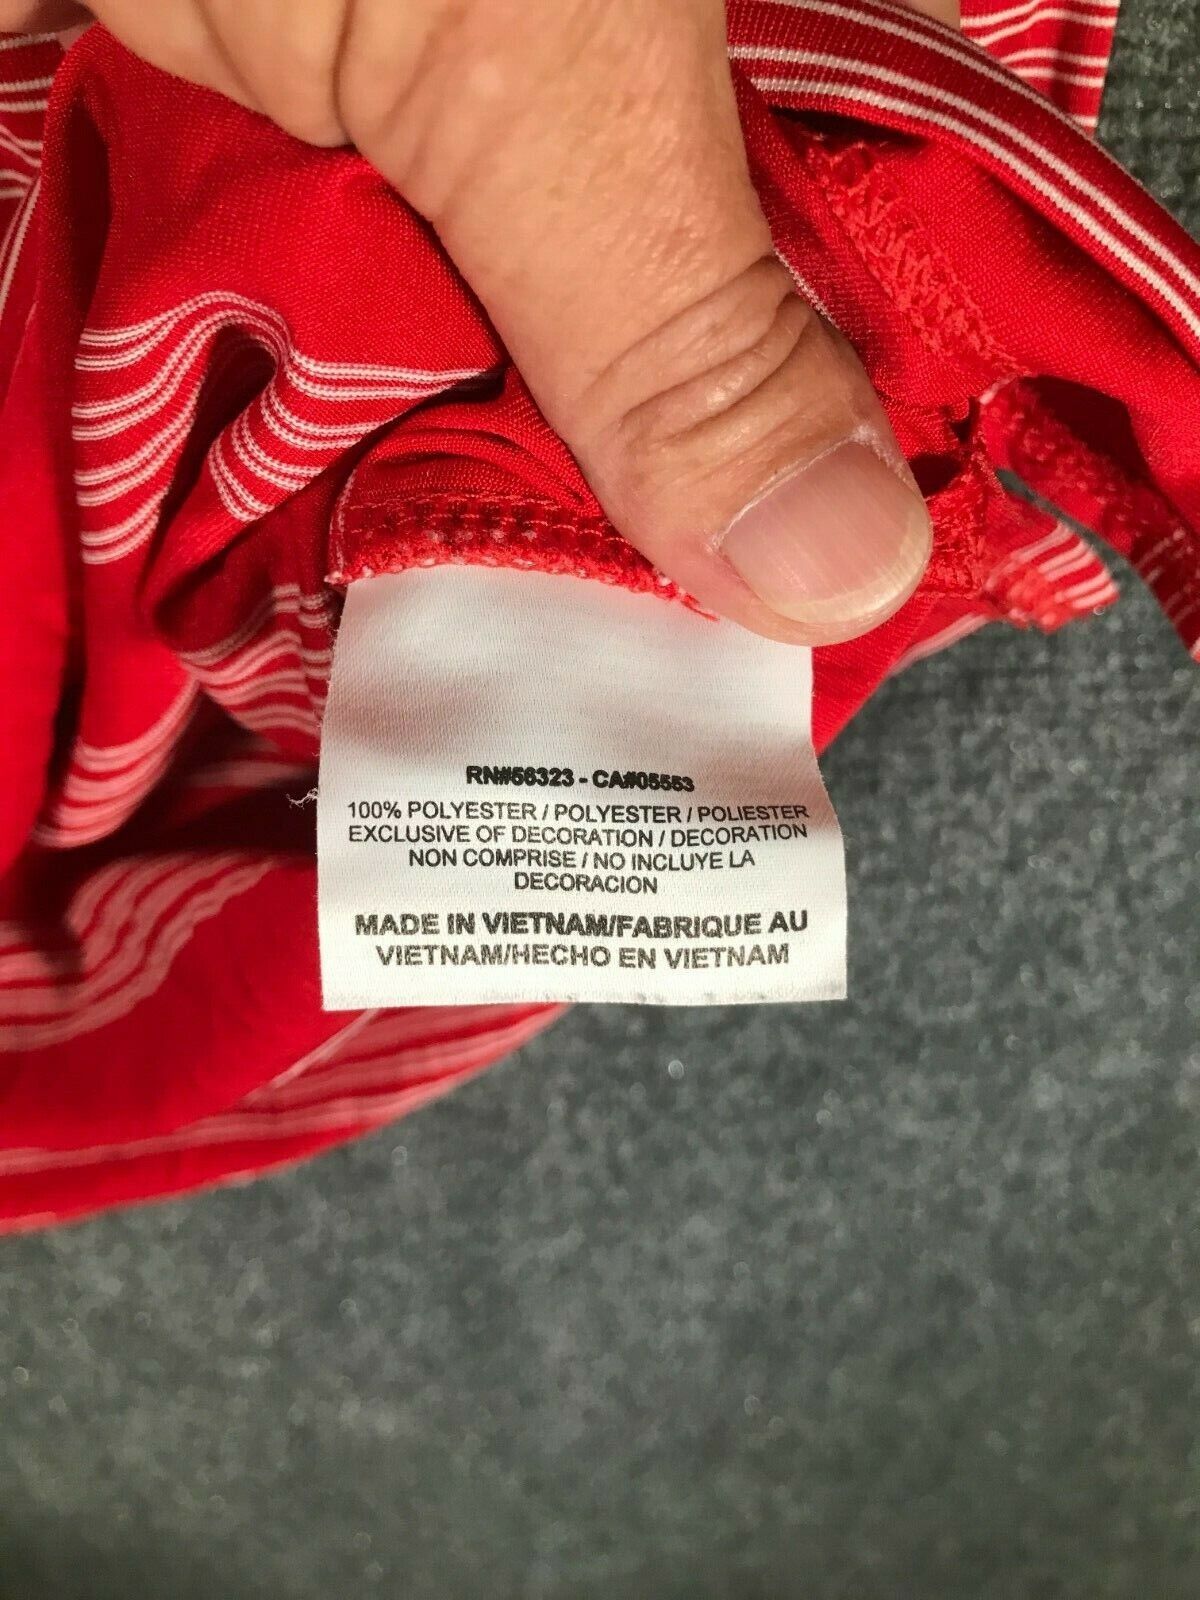 RN#56323 - CA#05553
100% POLYESTER / POLYESTER / POLIESTER
EXCLUSIVE OF DECORATION / DECORATION
NON COMPRISE / NO INCLUYE LA
DECORACION
MADE IN VIETNAM/FABRIQUE AU
VIETNAM/HECHO EN VIETNAM